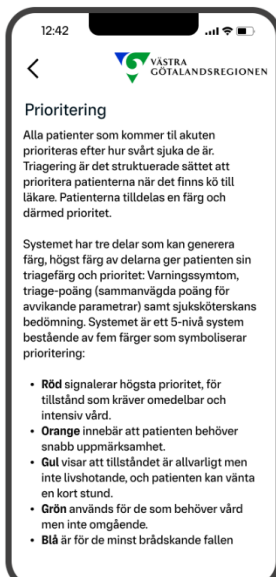 12:42
VÄSTRA
GÖTALANDSREGIONEN
Prioritering
Alla patienter som kommer til akuten
prioriteras efter hur svårt sjuka de är.
Triagering är det strukturerade sättet att
prioritera patienterna när det finns kö till
läkare. Patienterna tilldelas en färg och
därmed prioritet.
Systemet har tre delar som kan generera
färg, högst färg av delarna ger patienten sin
triagefärg och prioritet: Varningssymtom,
triage-poäng (sammanvägda poäng för
avvikande parametrar) samt sjuksköterskans
bedömning. Systemet är ett 5-nivå system
bestående av fem färger som symboliserar
prioritering:
• Röd signalerar högsta prioritet, för
tillstånd som kräver omedelbar och
intensiv vård.
• Orange innebär att patienten behöver
snabb uppmärksamhet.
• Gul visar att tillståndet är allvarligt men
inte livshotande, och patienten kan vänta
en kort stund.
• Grön används för de som behöver vård
men inte omgående.
• Blå är för de minst brådskande fallen